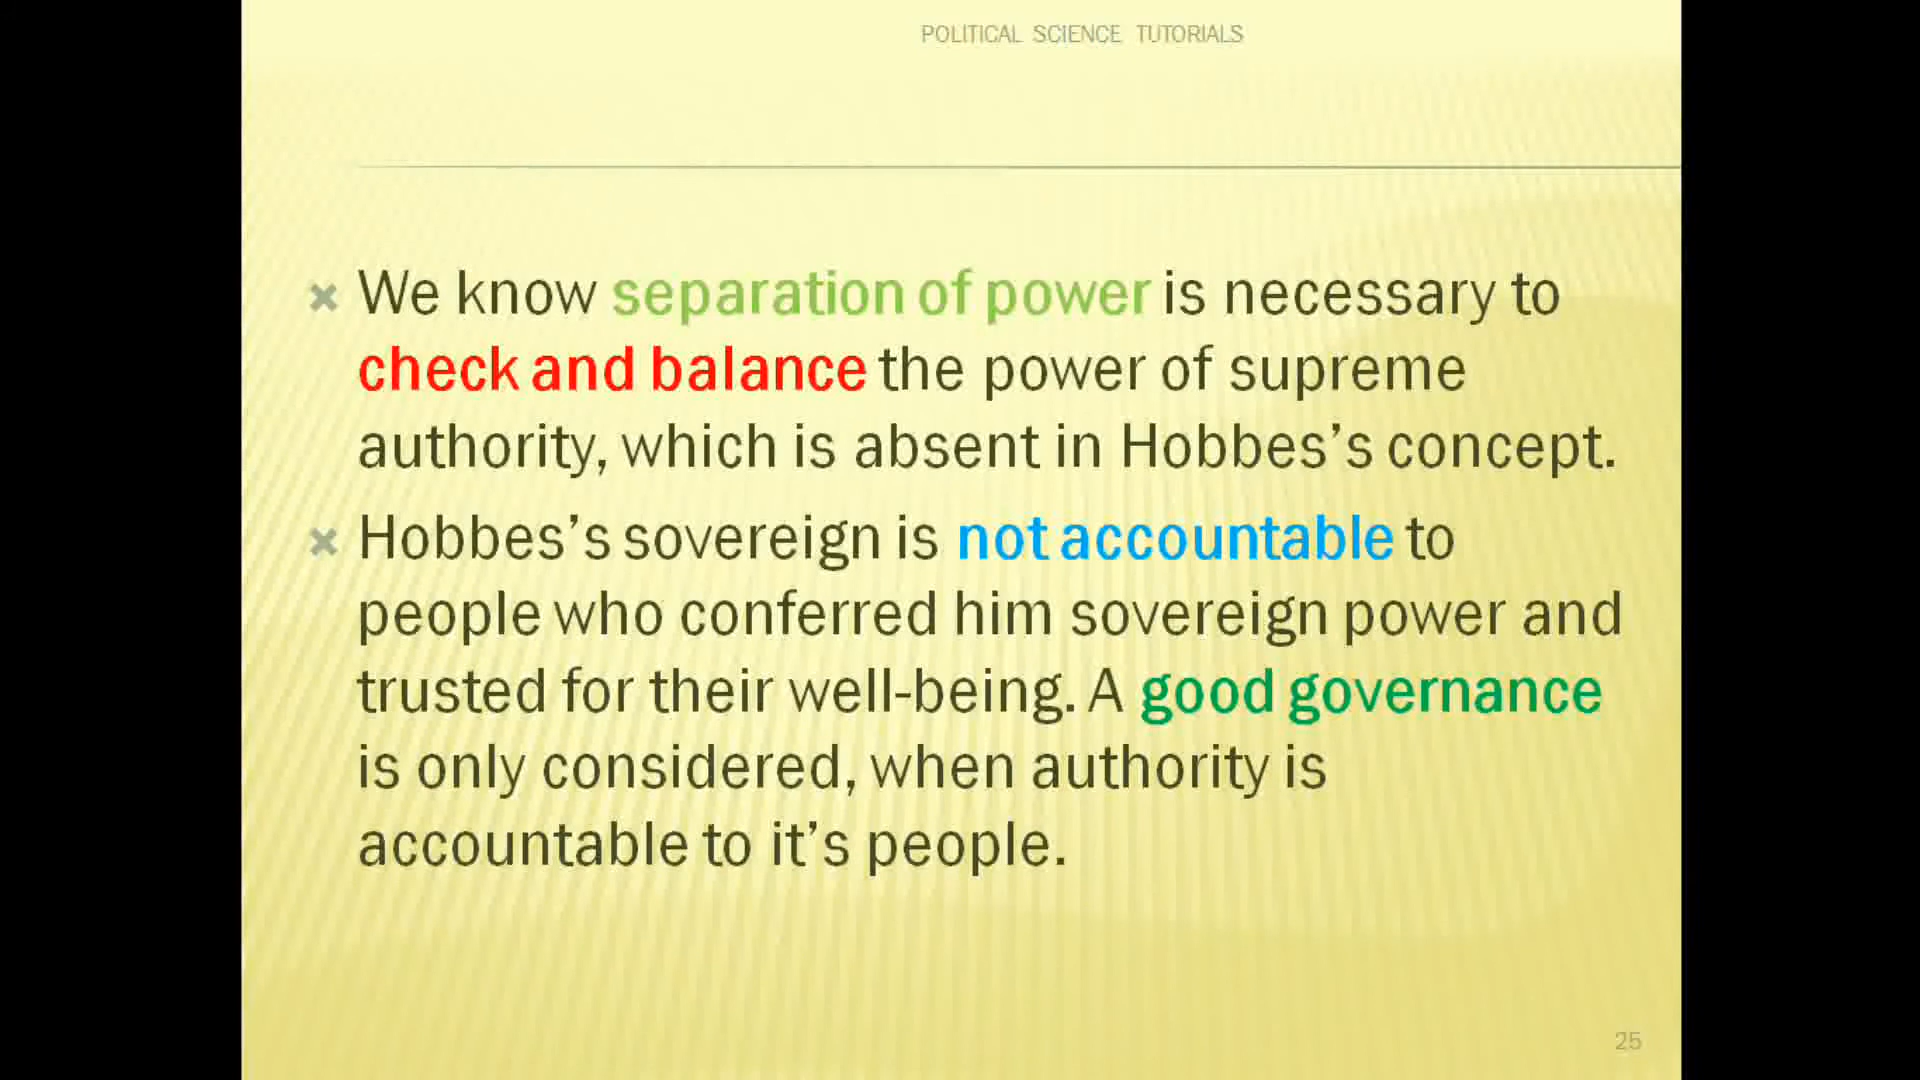 POLITICAL SCIENCE TUTORIALS
We know separation of power is necessary to
check and balance the power of supreme
authority, which is absent in Hobbes’s concept.
Hobbes’s sovereign is not accountable to
people who conferred him sovereign power and
trusted for their well-being. A good governance
is only considered, when authority is
accountable to it’s people.
25